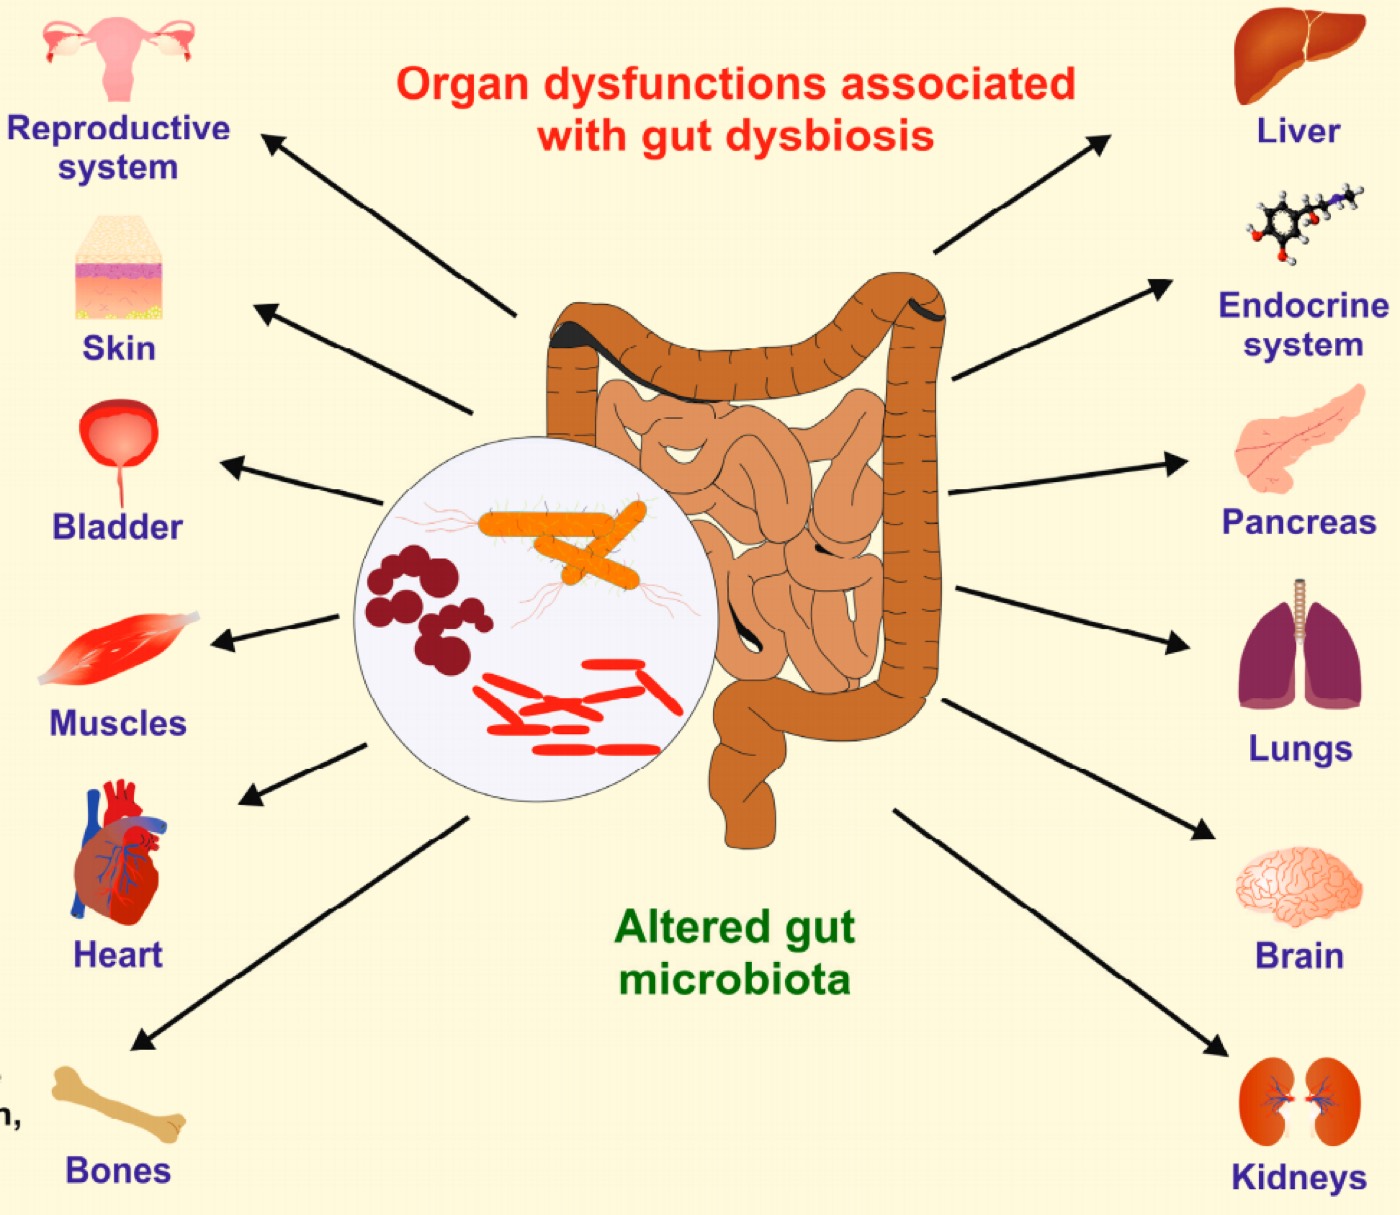 Organ dysfunctions associated
with gut dysbiosis
Reproductive
system
Skin
Bladder
Muscles
Heart
Bones
Liver
Endocrine
system
Pancreas
Lungs
Brain
Kidneys
Altered gut
microbiota